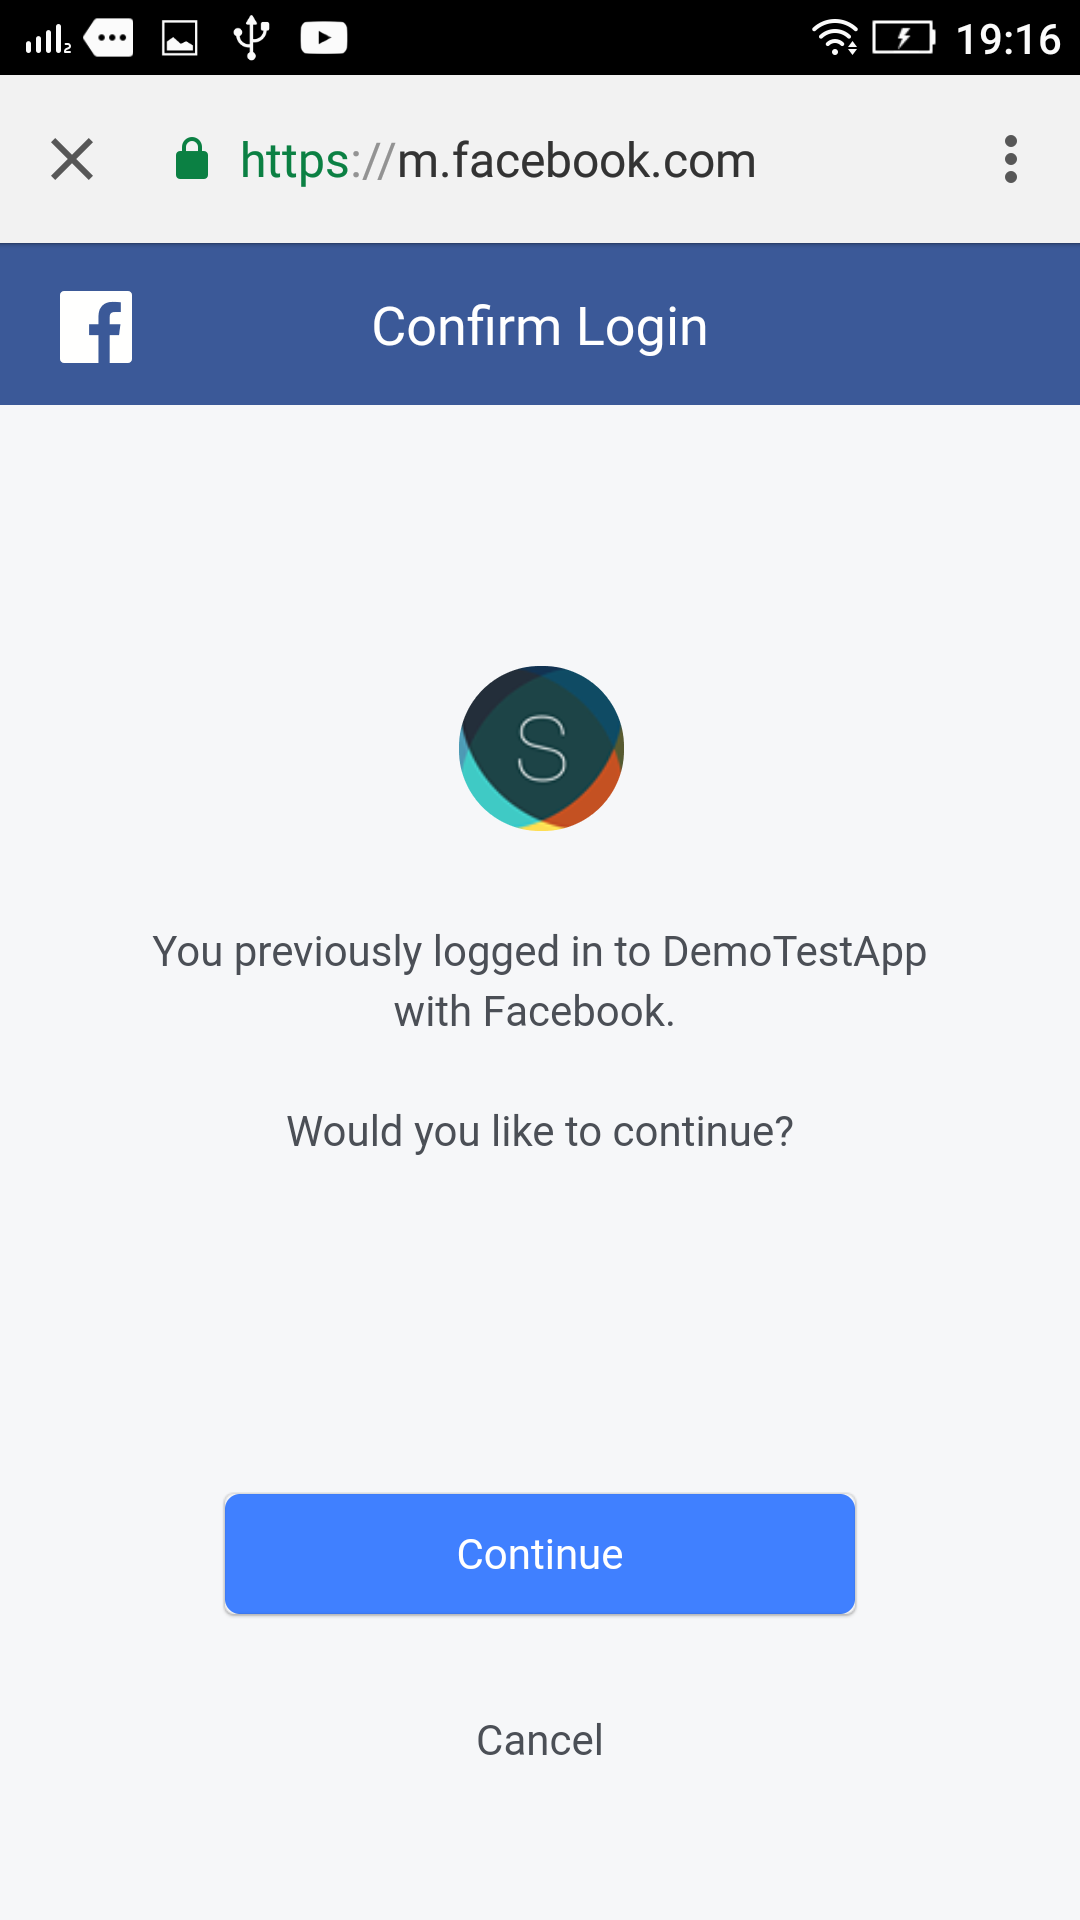 2
19:16
https://m.facebook.com
f
Confirm Login
S
You previously logged in to DemoTestApp
with Facebook.
Would you like to continue?
Continue
Cancel